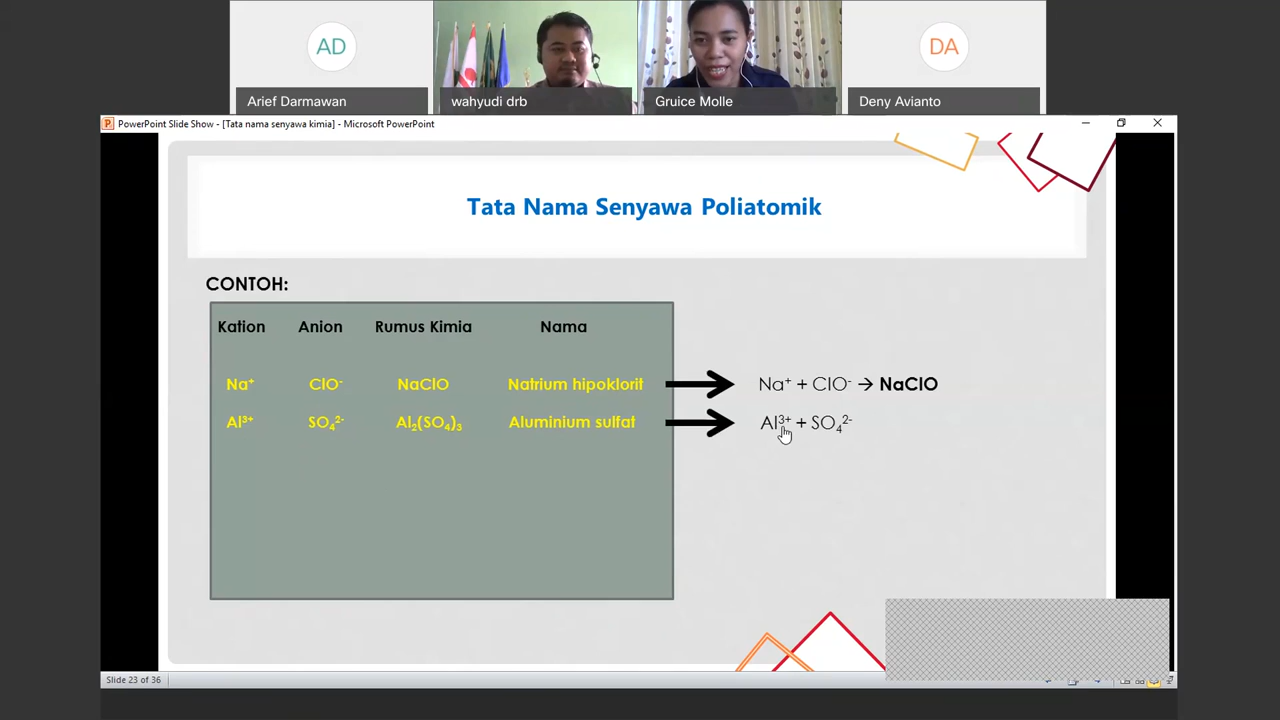 AD
DA
Arief Darmawan
wahyudi drb
Gruice Molle
Deny Avianto
PowerPoint Slide Show - [Tata nama senyawa kimia] - Microsoft PowerPoint
Tata Nama Senyawa Poliatomik
CONTOH:
Kation Anion Rumus Kimia Nama
Na⁺ ClO⁻ NaClO Natrium hipoklorit → Na⁺ + ClO⁻ → NaClO
Al³⁺ SO₄²⁻ Al₂(SO₄)₃ Aluminium sulfat → Al³⁺ + SO₄²⁻
Slide 23 of 36